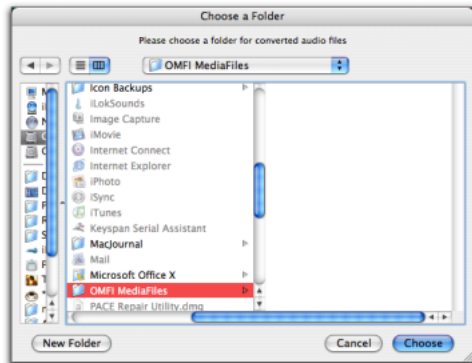 Choose a Folder
Please choose a folder for converted audio files
OMFI MediaFiles
Icon Backups
iLokSounds
Image Capture
iMovie
Internet Connect
Internet Explorer
iPhoto
iSync
iTunes
Keyspan Serial Assistant
MacJournal
Mail
Microsoft Office X
OMFI MediaFiles
PACE Repair Utility.dmg
New Folder
Cancel
Choose